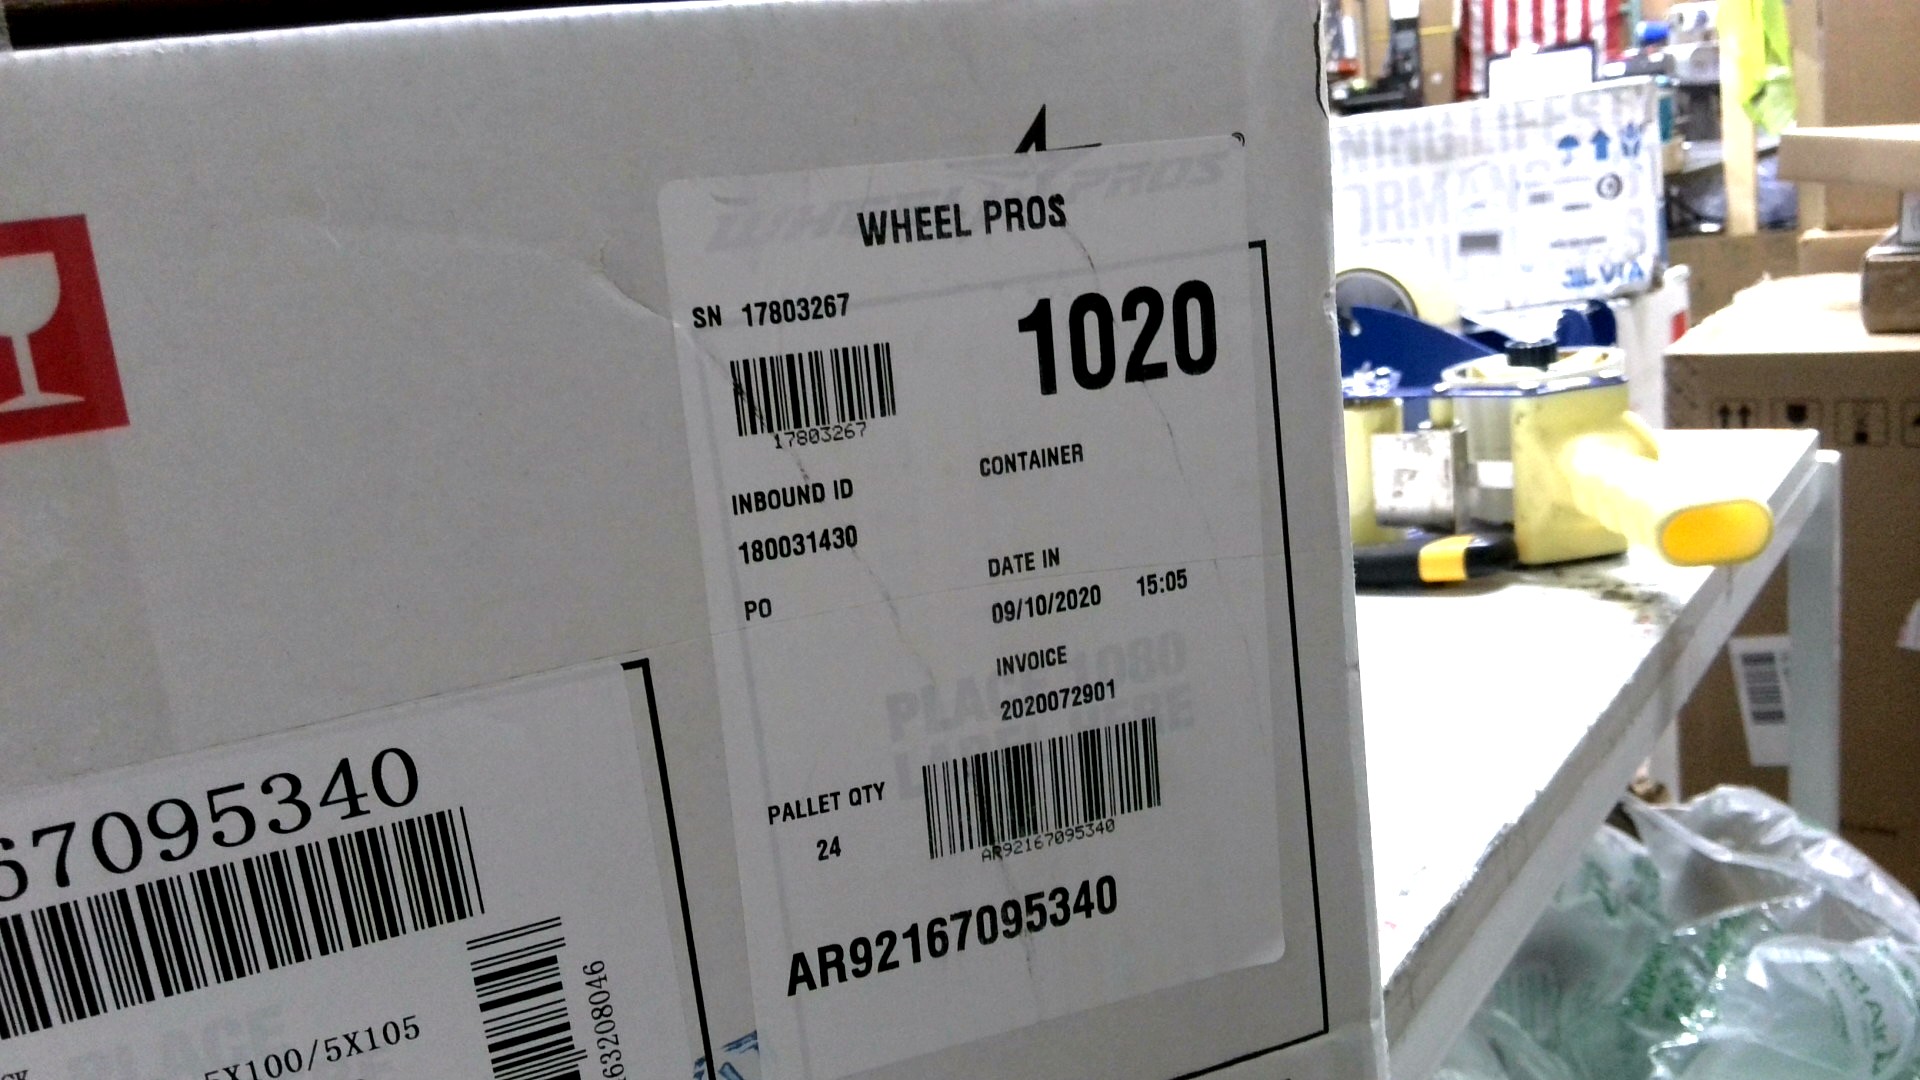 WHEEL PROS
SN 17803267
1020
17803267
INBOUND ID
180031430
CONTAINER
PO
DATE IN
09/10/2020 15:05
INVOICE
2020072901
PALLET QTY
24
AR92167095340
AR92167095340
67095340
5X100/5X105
63208046
PLACE